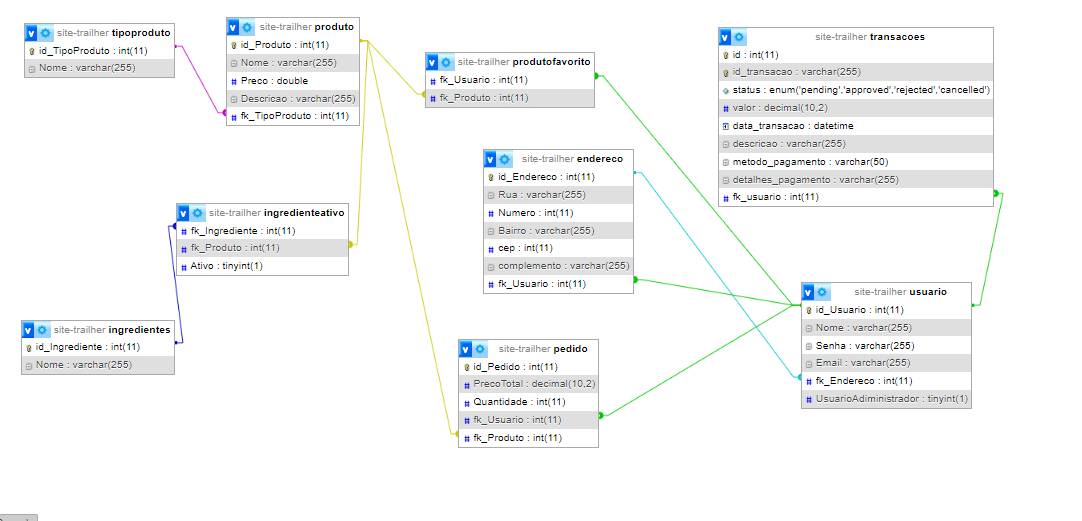 site-trailher tipoproduto
id_TipoProduto : int(11)
Nome : varchar(255)
site-trailher produto
id_Produto : int(11)
Nome : varchar(255)
Preco : double
Descricao : varchar(255)
fk_TipoProduto : int(11)
site-trailher produtofavorito
fk_Usuario : int(11)
fk_Produto : int(11)
site-trailher transacoes
id : int(11)
id_transacao : varchar(255)
status : enum('pending','approved','rejected','cancelled')
valor : decimal(10,2)
data_transacao : datetime
descricao : varchar(255)
metodo_pagamento : varchar(50)
detalhes_pagamento : varchar(255)
fk_usuario : int(11)
site-trailher endereco
id_Endereco : int(11)
Rua : varchar(255)
Numero : int(11)
Bairro : varchar(255)
cep : int(11)
complemento : varchar(255)
fk_Usuario : int(11)
site-trailher ingredienteativo
fk_Ingrediente : int(11)
fk_Produto : int(11)
Ativo : tinyint(1)
site-trailher usuario
id_Usuario : int(11)
Nome : varchar(255)
Senha : varchar(255)
Email : varchar(255)
fk_Endereco : int(11)
UsuarioAdiministrador : tinyint(1)
site-trailher ingredientes
id_Ingrediente : int(11)
Nome : varchar(255)
site-trailher pedido
id_Pedido : int(11)
PrecoTotal : decimal(10,2)
Quantidade : int(11)
fk_Usuario : int(11)
fk_Produto : int(11)